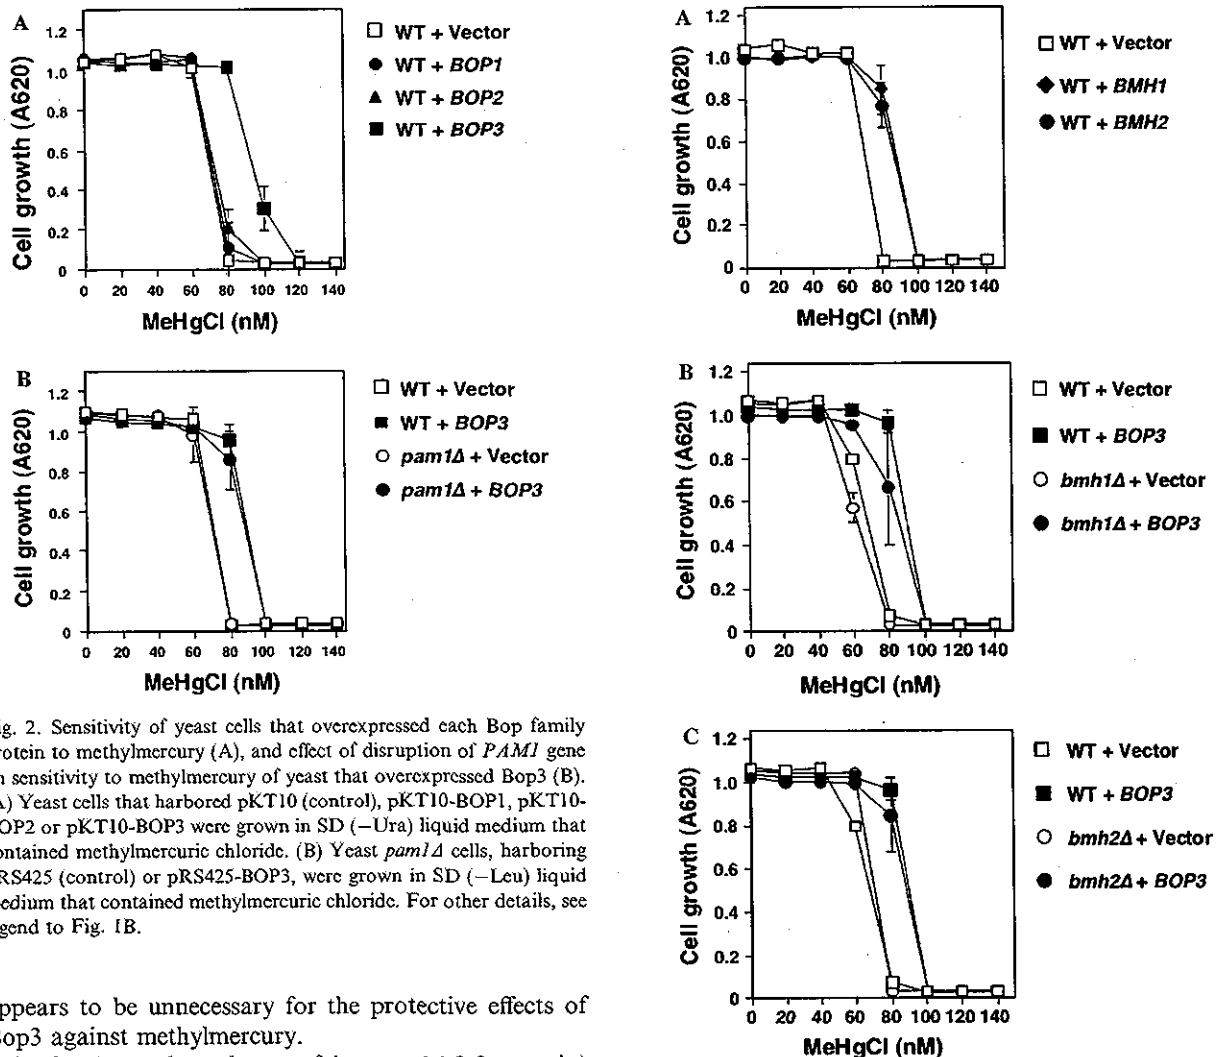 A
1.2
1.0
0.8
0.6
0.4
0.2
0
0 20 40 60 80 100 120 140
Cell growth (A620)
MeHgCl (nM)
WT + Vector
WT + BOP1
WT + BOP2
WT + BOP3
B
1.2
1.0
0.8
0.6
0.4
0.2
0
0 20 40 60 80 100 120 140
Cell growth (A620)
MeHgCl (nM)
WT + Vector
WT + BOP3
pam1Δ + Vector
pam1Δ + BOP3
ig. 2. Sensitivity of yeast cells that overexpressed each Bop family
rotein to methylmercury (A), and effect of disruption of PAM1 gene
n sensitivity to methylmercury of yeast that overexpressed Bop3 (B).
A) Yeast cells that harbored pKT10 (control), pKT10-BOP1, pKT10-
OP2 or pKT10-BOP3 were grown in SD (−Ura) liquid medium that
ontained methylmercuric chloride. (B) Yeast pam1Δ cells, harboring
RS425 (control) or pRS425-BOP3, were grown in SD (−Leu) liquid
edium that contained methylmercuric chloride. For other details, see
gend to Fig. 1B.
ppears to be unnecessary for the protective effects of
op3 against methylmercury.
A
1.2
1.0
0.8
0.6
0.4
0.2
0
0 20 40 60 80 100 120 140
Cell growth (A620)
MeHgCl (nM)
WT + Vector
WT + BMH1
WT + BMH2
B
1.2
1.0
0.8
0.6
0.4
0.2
0
0 20 40 60 80 100 120 140
Cell growth (A620)
MeHgCl (nM)
WT + Vector
WT + BOP3
bmh1Δ + Vector
bmh1Δ + BOP3
C
1.2
1.0
0.8
0.6
0.4
0.2
0
0 20 40 60 80 100 120 140
Cell growth (A620)
MeHgCl (nM)
WT + Vector
WT + BOP3
bmh2Δ + Vector
bmh2Δ + BOP3